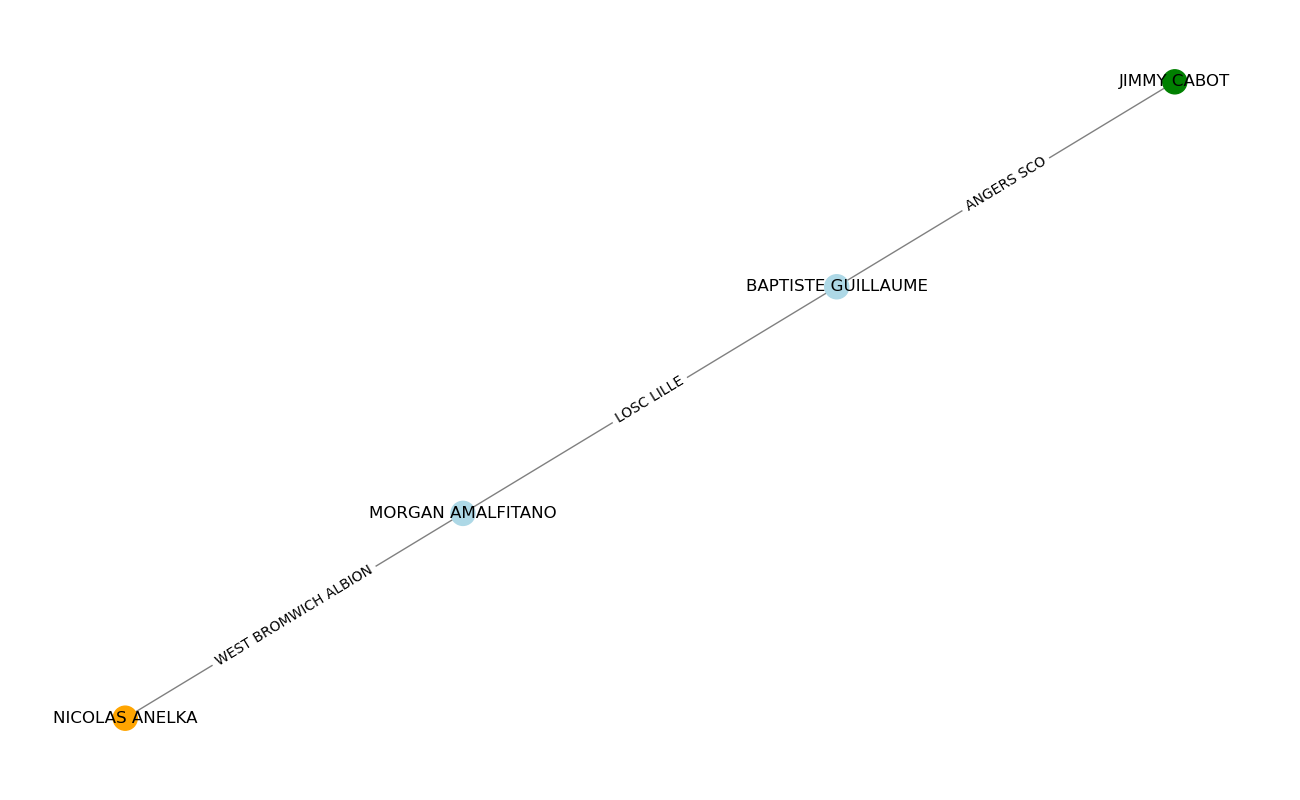 JIMMY CABOT
ANGERS SCO
BAPTISTE GUILLAUME
LOSC LILLE
MORGAN AMALFITANO
WEST BROMWICH ALBION
NICOLAS ANELKA